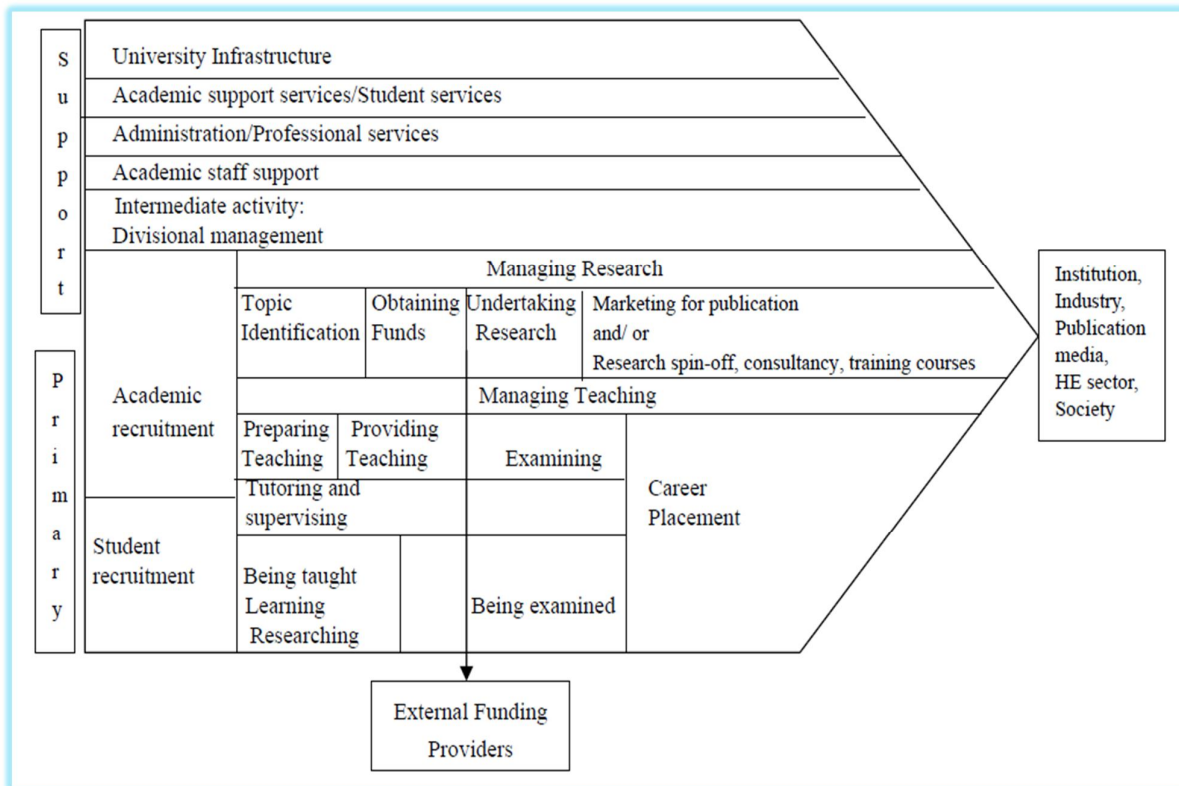 Support
University Infrastructure
Academic support services/Student services
Administration/Professional services
Academic staff support
Intermediate activity:
Divisional management
Primary
Academic
recruitment
Student
recruitment
Managing Research
Topic
Identification
Obtaining
Funds
Undertaking
Research
Marketing for publication
and/ or
Research spin-off, consultancy, training courses
Managing Teaching
Preparing
Teaching
Providing
Teaching
Examining
Tutoring and
supervising
Being taught
Learning
Researching
Being examined
Career
Placement
Institution,
Industry,
Publication
media,
HE sector,
Society
External Funding
Providers